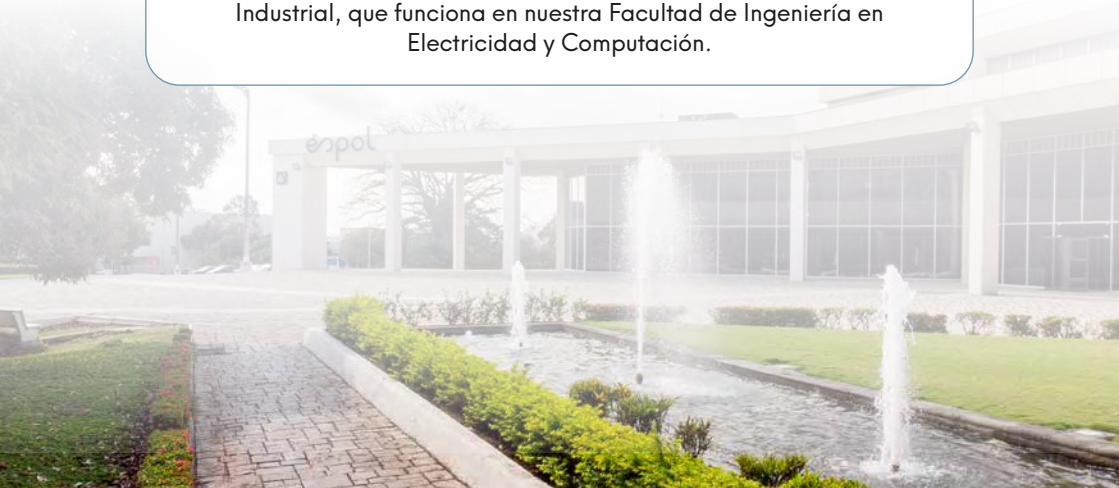 Industrial, que funciona en nuestra Facultad de Ingeniería en
Electricidad y Computación.
espol